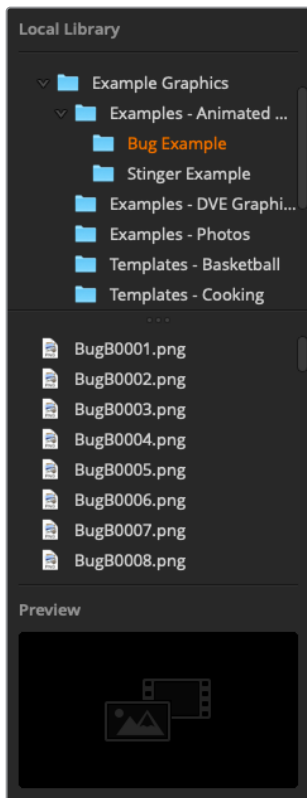 Local Library
Example Graphics
Examples - Animated ...
Bug Example
Stinger Example
Examples - DVE Graphi...
Examples - Photos
Templates - Basketball
Templates - Cooking
BugB0001.png
BugB0002.png
BugB0003.png
BugB0004.png
BugB0005.png
BugB0006.png
BugB0007.png
BugB0008.png
Preview